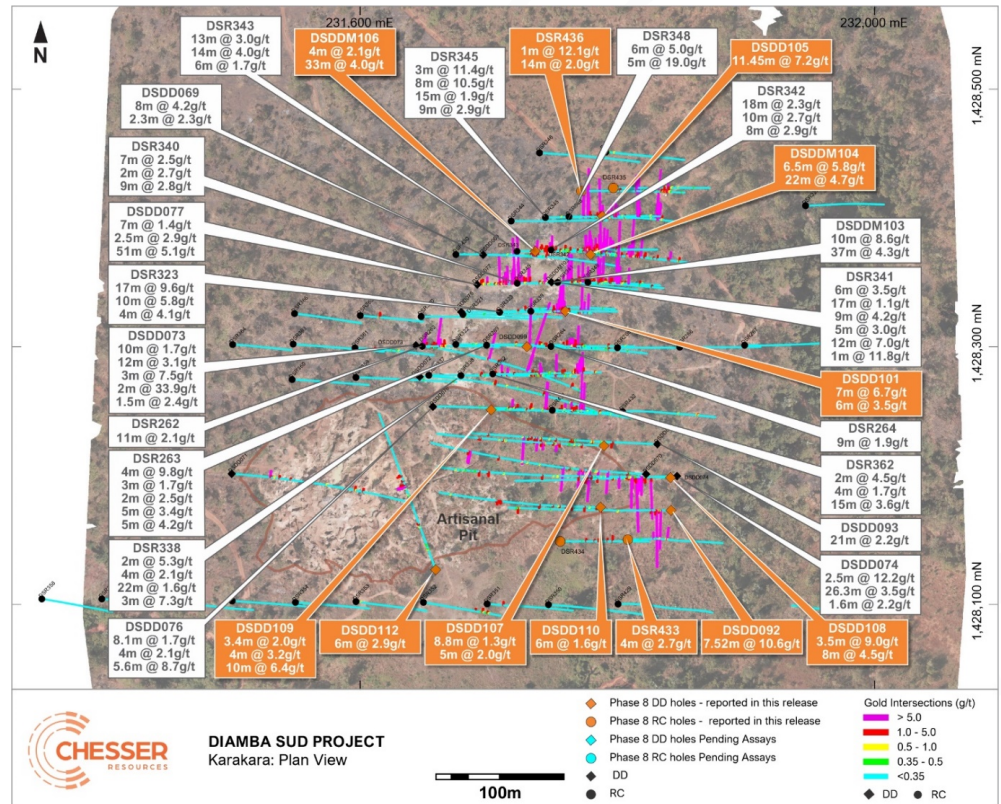 N
231,600 mE
232,000 mE
1,428,500 mN
1,428,300 mN
1,428,100 mN
DSR343
13m @ 3.0g/t
14m @ 4.0g/t
6m @ 1.7g/t
DSDDM106
4m @ 2.1g/t
33m @ 4.0g/t
DSR345
3m @ 11.4g/t
8m @ 10.5g/t
15m @ 1.9g/t
9m @ 2.9g/t
DSR436
1m @ 12.1g/t
14m @ 2.0g/t
DSR348
6m @ 5.0g/t
5m @ 19.0g/t
DSDD105
11.45m @ 7.2g/t
DSR342
18m @ 2.3g/t
10m @ 2.7g/t
8m @ 2.9g/t
DSDD069
8m @ 4.2g/t
2.3m @ 2.3g/t
DSDDM104
6.5m @ 5.8g/t
22m @ 4.7g/t
DSR340
7m @ 2.5g/t
2m @ 2.7g/t
9m @ 2.8g/t
DSDD077
7m @ 1.4g/t
2.5m @ 2.9g/t
51m @ 5.1g/t
DSDDM103
10m @ 8.6g/t
37m @ 4.3g/t
DSR323
17m @ 9.6g/t
10m @ 5.8g/t
4m @ 4.1g/t
DSR341
6m @ 3.5g/t
17m @ 1.1g/t
9m @ 4.2g/t
5m @ 3.0g/t
12m @ 7.0g/t
1m @ 11.8g/t
DSDD073
10m @ 1.7g/t
12m @ 3.1g/t
3m @ 7.5g/t
2m @ 33.9g/t
1.5m @ 2.4g/t
DSDD101
7m @ 6.7g/t
6m @ 3.5g/t
DSR262
11m @ 2.1g/t
DSR264
9m @ 1.9g/t
DSR263
4m @ 9.8g/t
3m @ 1.7g/t
2m @ 2.5g/t
5m @ 3.4g/t
5m @ 4.2g/t
DSR362
2m @ 4.5g/t
4m @ 1.7g/t
15m @ 3.6g/t
DSDD093
21m @ 2.2g/t
DSR338
2m @ 5.3g/t
4m @ 2.1g/t
22m @ 1.6g/t
3m @ 7.3g/t
DSDD074
2.5m @ 12.2g/t
26.3m @ 3.5g/t
1.6m @ 2.2g/t
DSDD076
8.1m @ 1.7g/t
4m @ 2.1g/t
5.6m @ 8.7g/t
DSDD109
3.4m @ 2.0g/t
4m @ 3.2g/t
10m @ 6.4g/t
DSDD112
6m @ 2.9g/t
DSDD107
8.8m @ 1.3g/t
5m @ 2.0g/t
DSDD110
6m @ 1.6g/t
DSR433
4m @ 2.7g/t
DSDD092
7.52m @ 10.6g/t
DSDD108
3.5m @ 9.0g/t
8m @ 4.5g/t
DSR435
DSR434
Artisanal
Pit
CHESSER
RESOURCES
DIAMBA SUD PROJECT
Karakara: Plan View
100m
Phase 8 DD holes - reported in this release
Phase 8 RC holes - reported in this release
Phase 8 DD holes Pending Assays
Phase 8 RC holes Pending Assays
DD
RC
Gold Intersections (g/t)
> 5.0
1.0 - 5.0
0.5 - 1.0
0.35 - 0.5
<0.35
DD RC